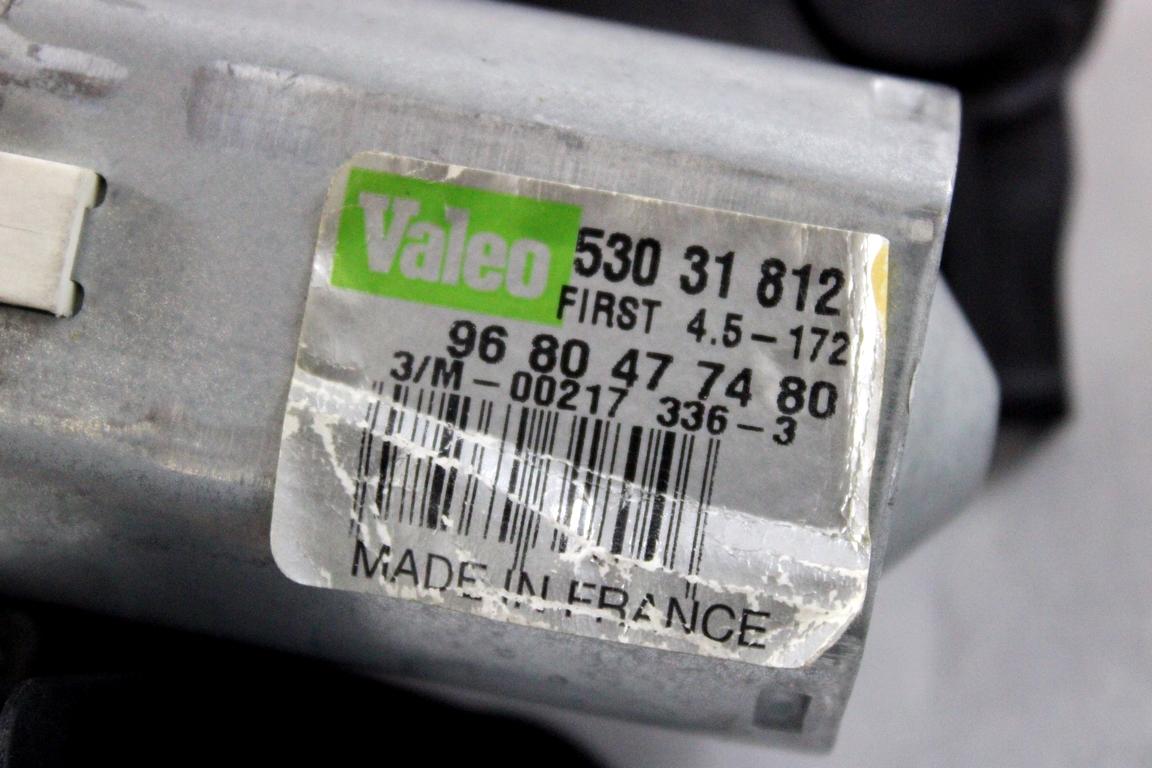 Valeo 530 31 812
FIRST 4.5-172
96 80 47 74 80
3/M-00217 336-3
MADE IN FRANCE